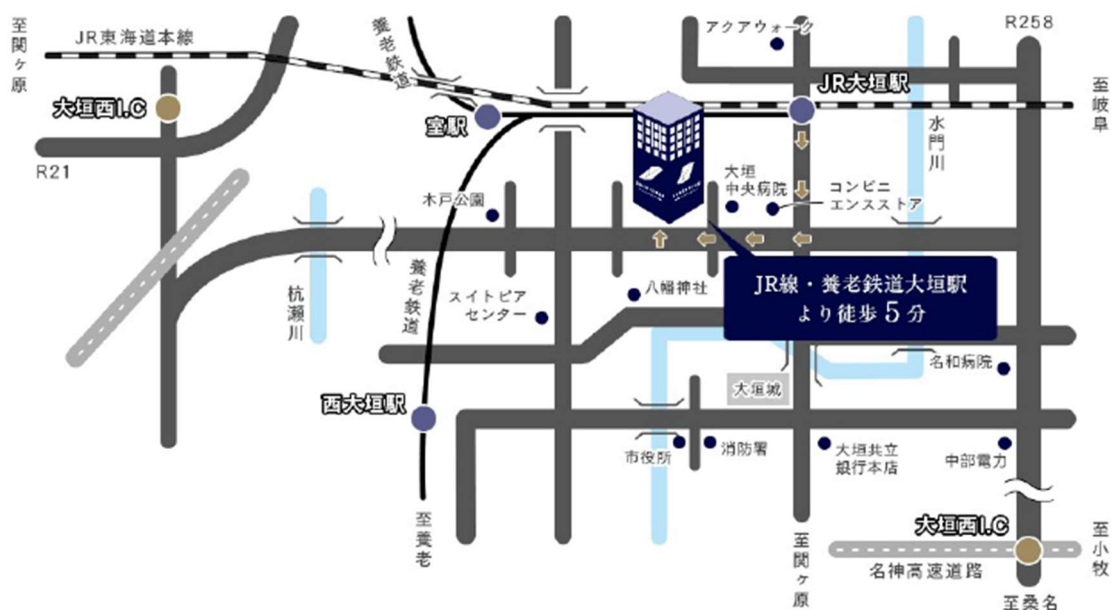 至関ヶ原
JR東海道本線
養老鉄道
アクアウォーク
R258
大垣西I.C
室駅
JR大垣駅
至岐阜
R21
水門川
木戸公園
大垣
中央病院
コンビニ
エンスストア
杭瀬川
養老鉄道
スイトピア
センター
八幡神社
JR線・養老鉄道大垣駅
より徒歩5分
名和病院
大垣城
西大垣駅
市役所
消防署
大垣共立
銀行本店
中部電力
至養老
至関ヶ原
大垣西I.C
至小牧
名神高速道路
至桑名